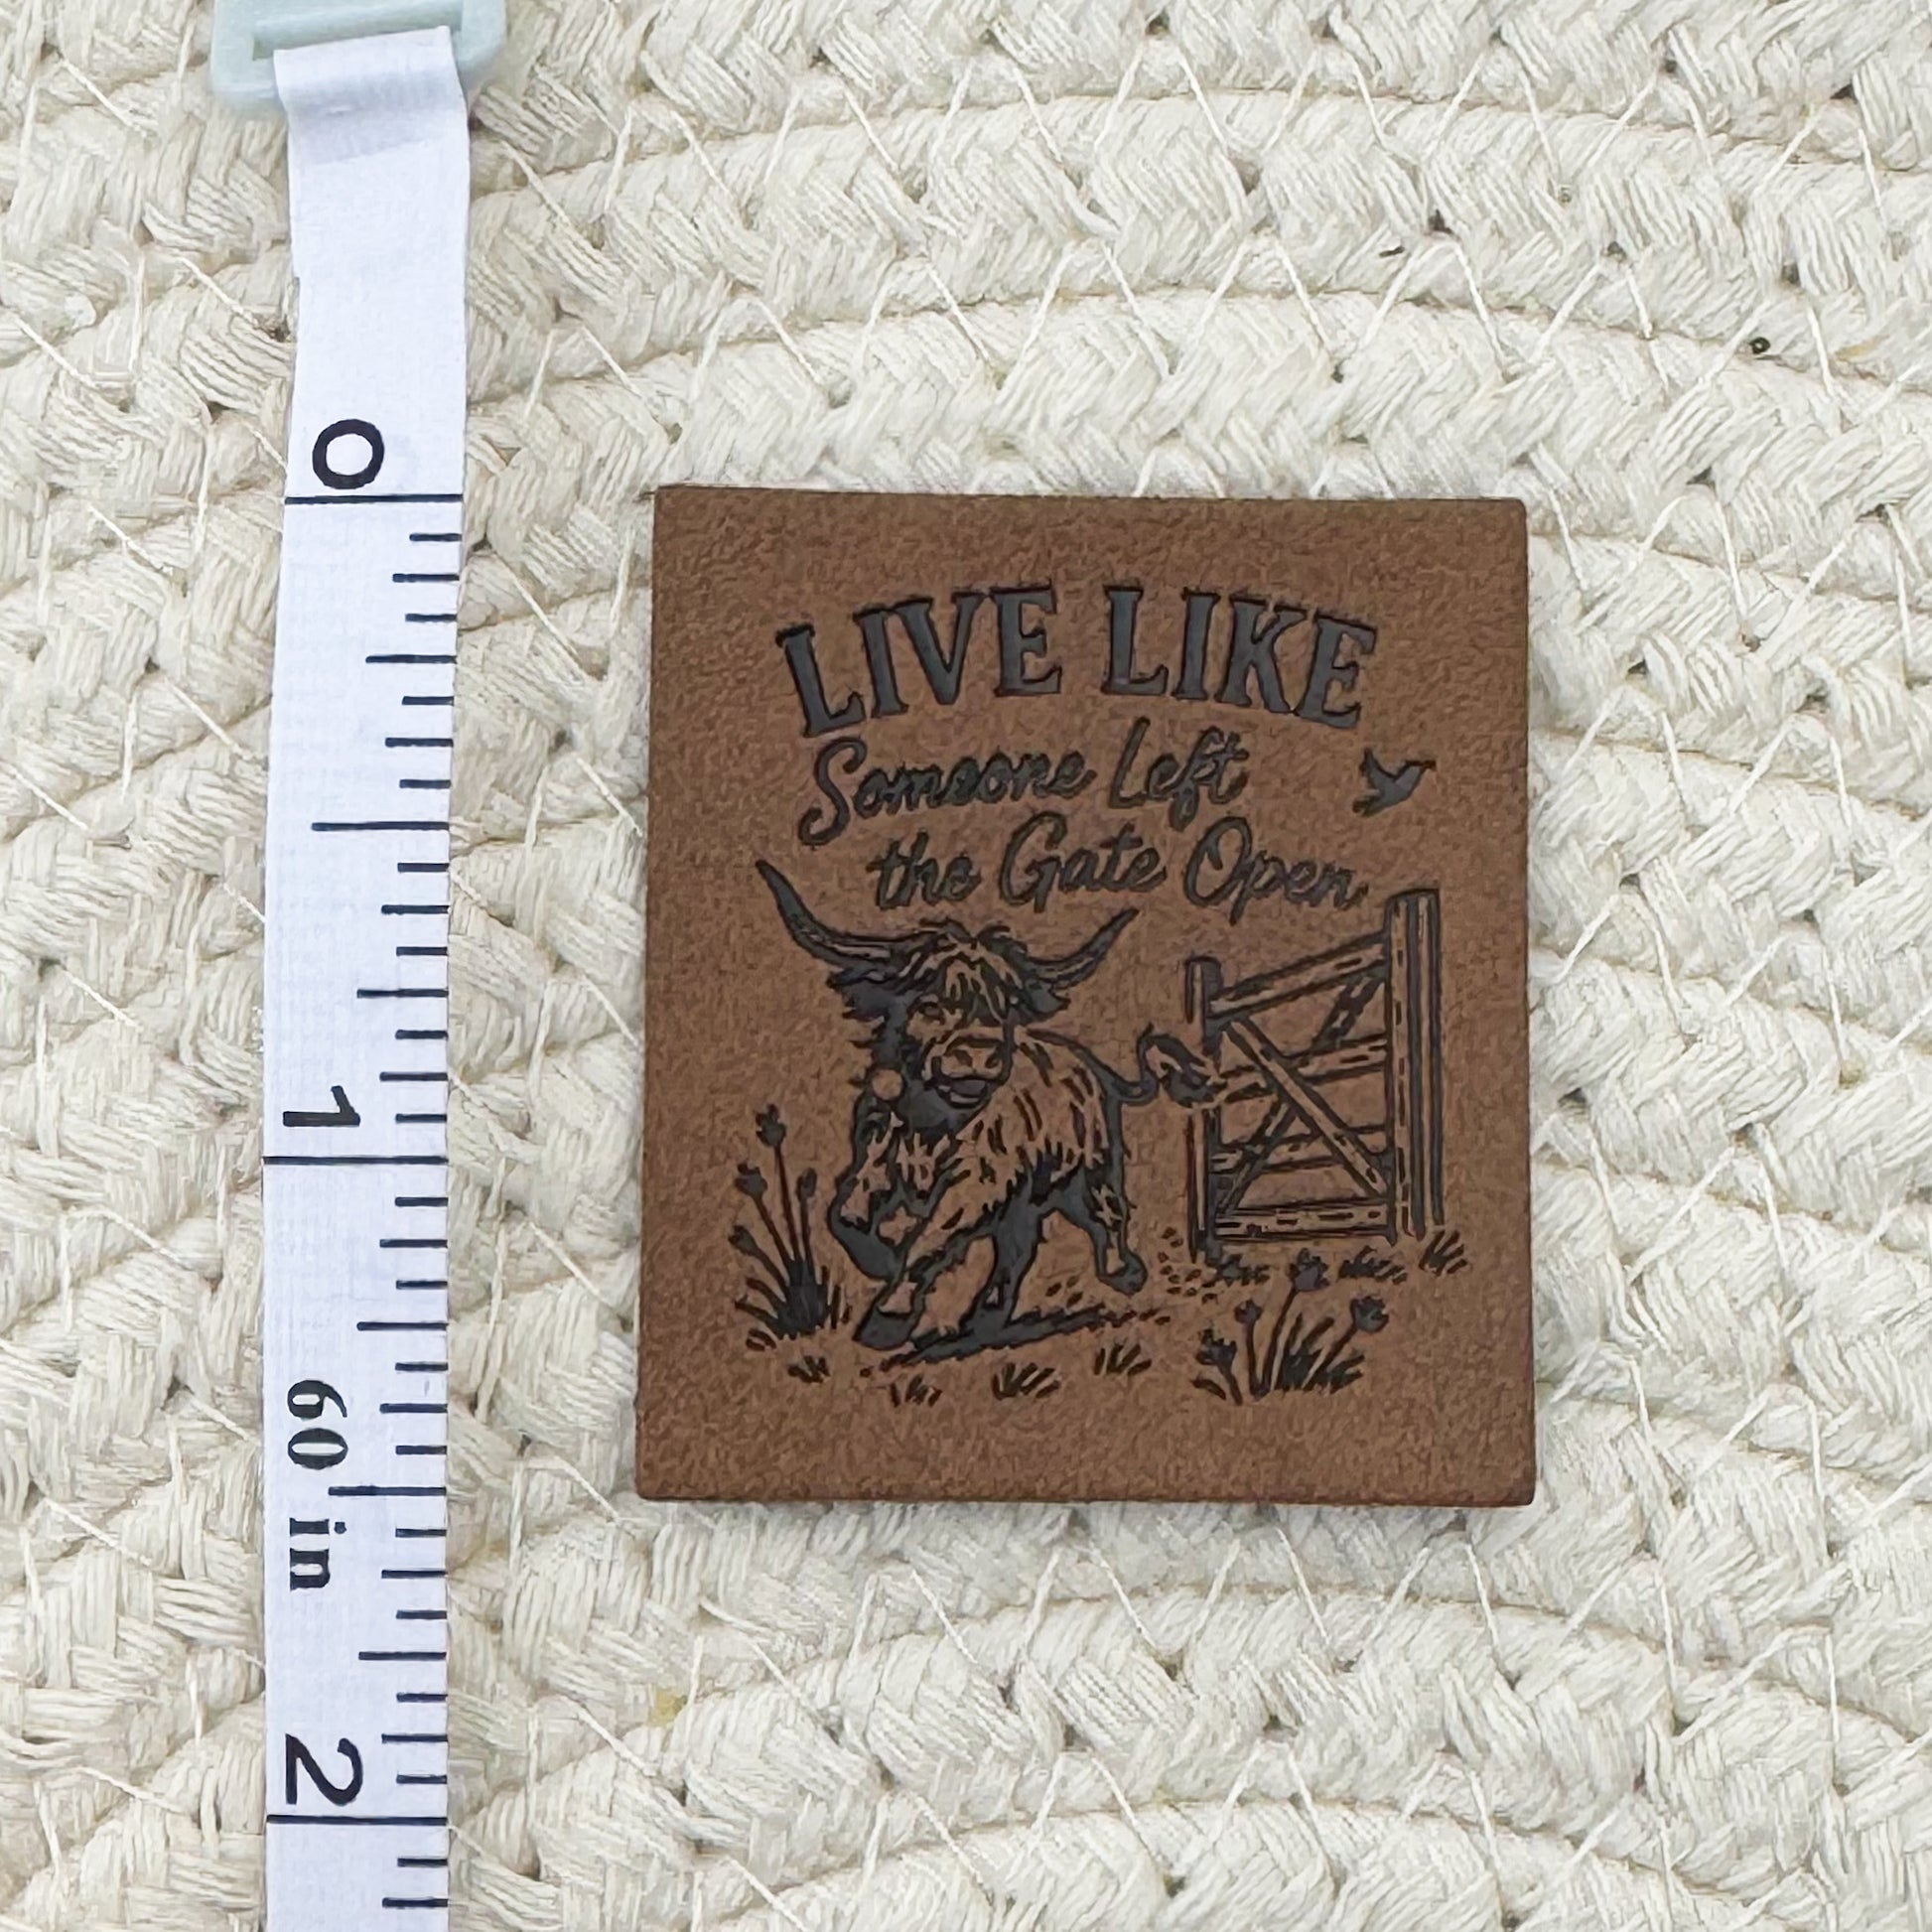 LIVE LIKE
Someone Left
the Gate Open
0
1
60 in
2